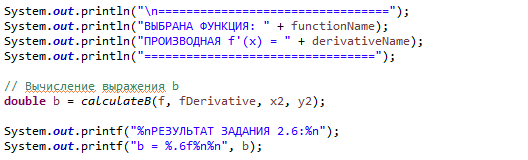 System.out.println("\n=================================");
System.out.println("ВЫБРАНА ФУНКЦИЯ: " + functionName);
System.out.println("ПРОИЗВОДНАЯ f'(x) = " + derivativeName);
System.out.println("=================================");
// Вычисление выражения b
double b = calculateB(f, fDerivative, x2, y2);
System.out.printf("%nРЕЗУЛЬТАТ ЗАДАНИЯ 2.6:%n");
System.out.printf("b = %.6f%n%n", b);